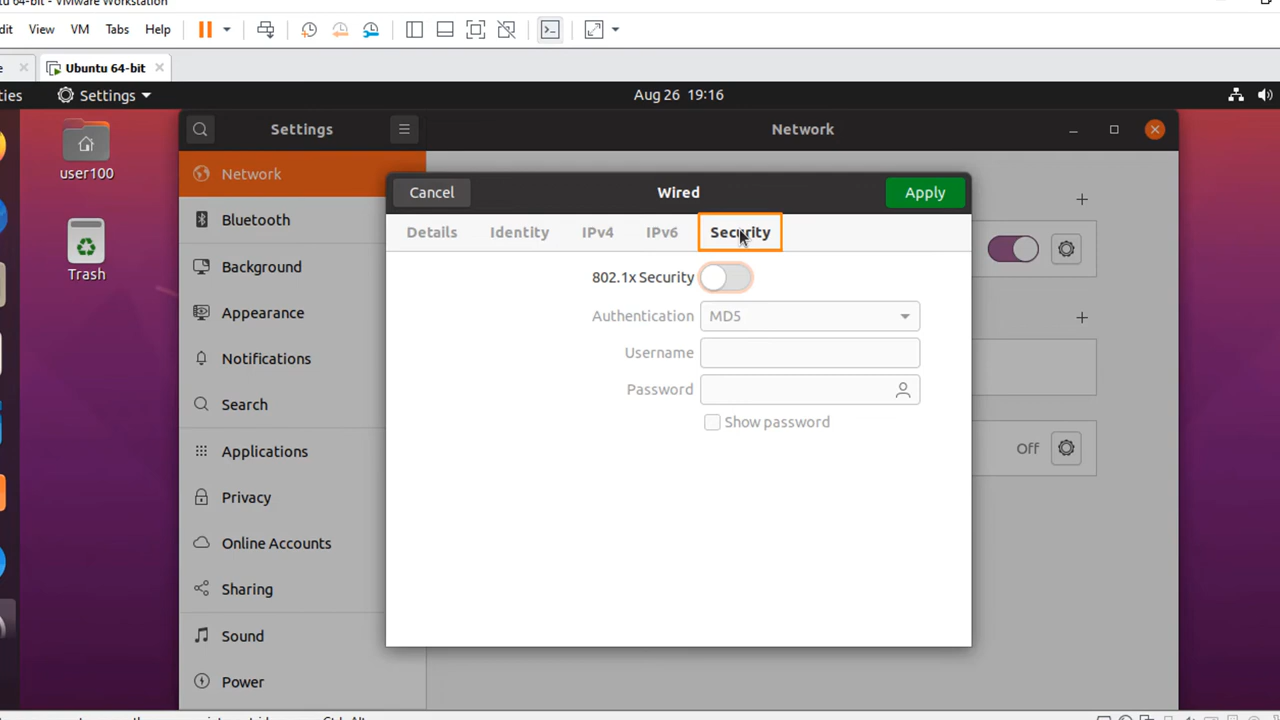 tu 64-bit - VMware Workstation
dit View VM Tabs Help
e Ubuntu 64-bit
ties Settings Aug 26 19:16
Settings Network
user100
Trash
Network
Bluetooth
Background
Appearance
Notifications
Search
Applications
Privacy
Online Accounts
Sharing
Sound
Power
Cancel Wired Apply
Details Identity IPv4 IPv6 Security
802.1x Security
Authentication MD5
Username
Password
Show password
Off